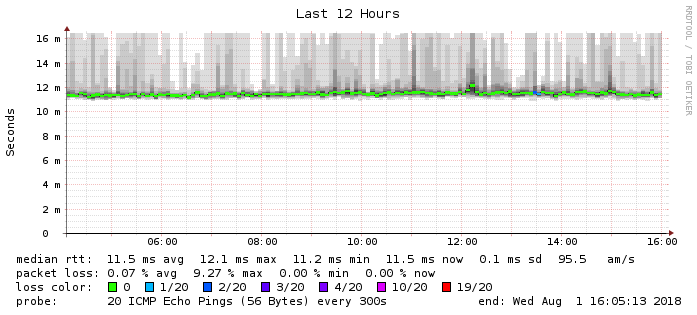 Last 12 Hours
RRDTOOL / TOBI OETIKER
Seconds
16 m
14 m
12 m
10 m
8 m
6 m
4 m
2 m
0
06:00 08:00 10:00 12:00 14:00 16:00
median rtt: 11.5 ms avg 12.1 ms max 11.2 ms min 11.5 ms now 0.1 ms sd 95.5 am/s
packet loss: 0.07 % avg 9.27 % max 0.00 % min 0.00 % now
loss color: 0 1/20 2/20 3/20 4/20 10/20 19/20
probe: 20 ICMP Echo Pings (56 Bytes) every 300s end: Wed Aug 1 16:05:13 2018